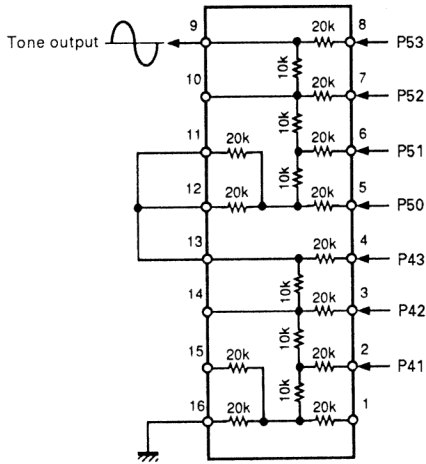 9 20k 8 P53
Tone output
10k
10 20k 7 P52
10k
11 20k 20k 6 P51
10k
12 20k 20k 5 P50
13 20k 4 P43
10k
14 20k 3 P42
10k
15 20k 20k 2 P41
10k
16 20k 20k 1